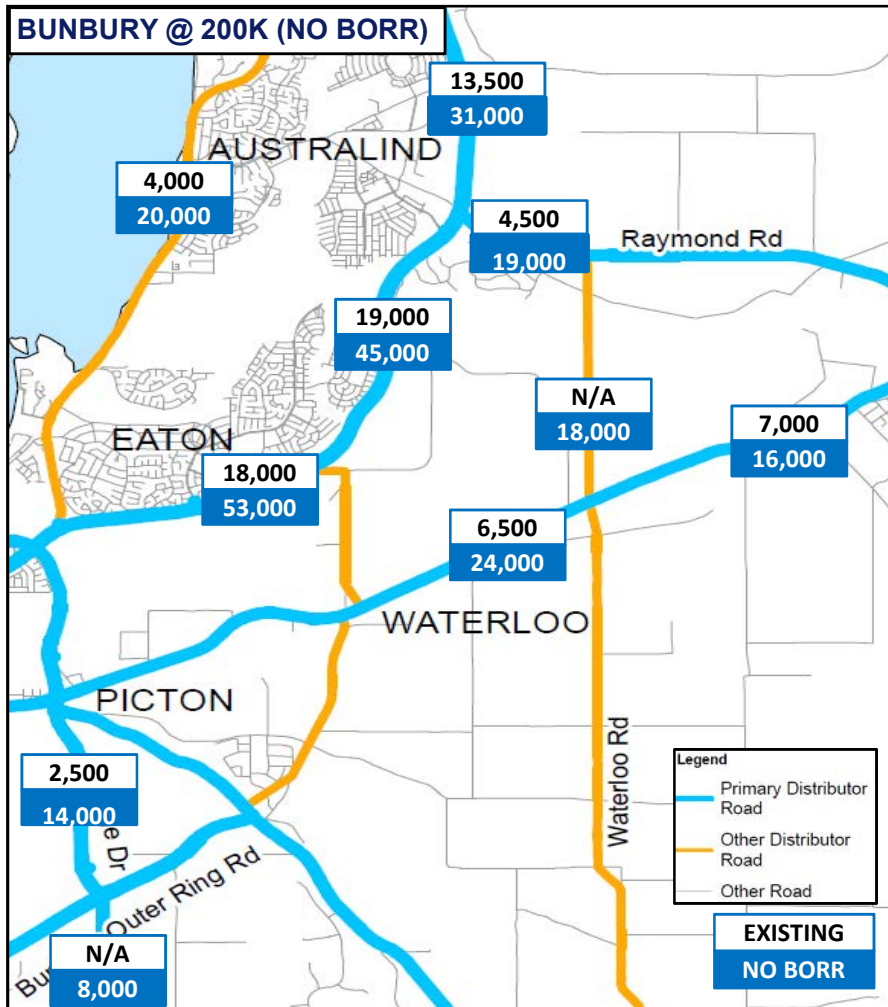 BUNBURY @ 200K (NO BORR)
13,500
31,000
AUSTRALIND
4,000
20,000
4,500
19,000
Raymond Rd
19,000
45,000
N/A
18,000
7,000
16,000
EATON
18,000
53,000
6,500
24,000
WATERLOO
PICTON
2,500
14,000
e Dr
Waterloo Rd
Legend
Primary Distributor
Road
Other Distributor
Road
Other Road
Bun Outer Ring Rd
N/A
8,000
EXISTING
NO BORR